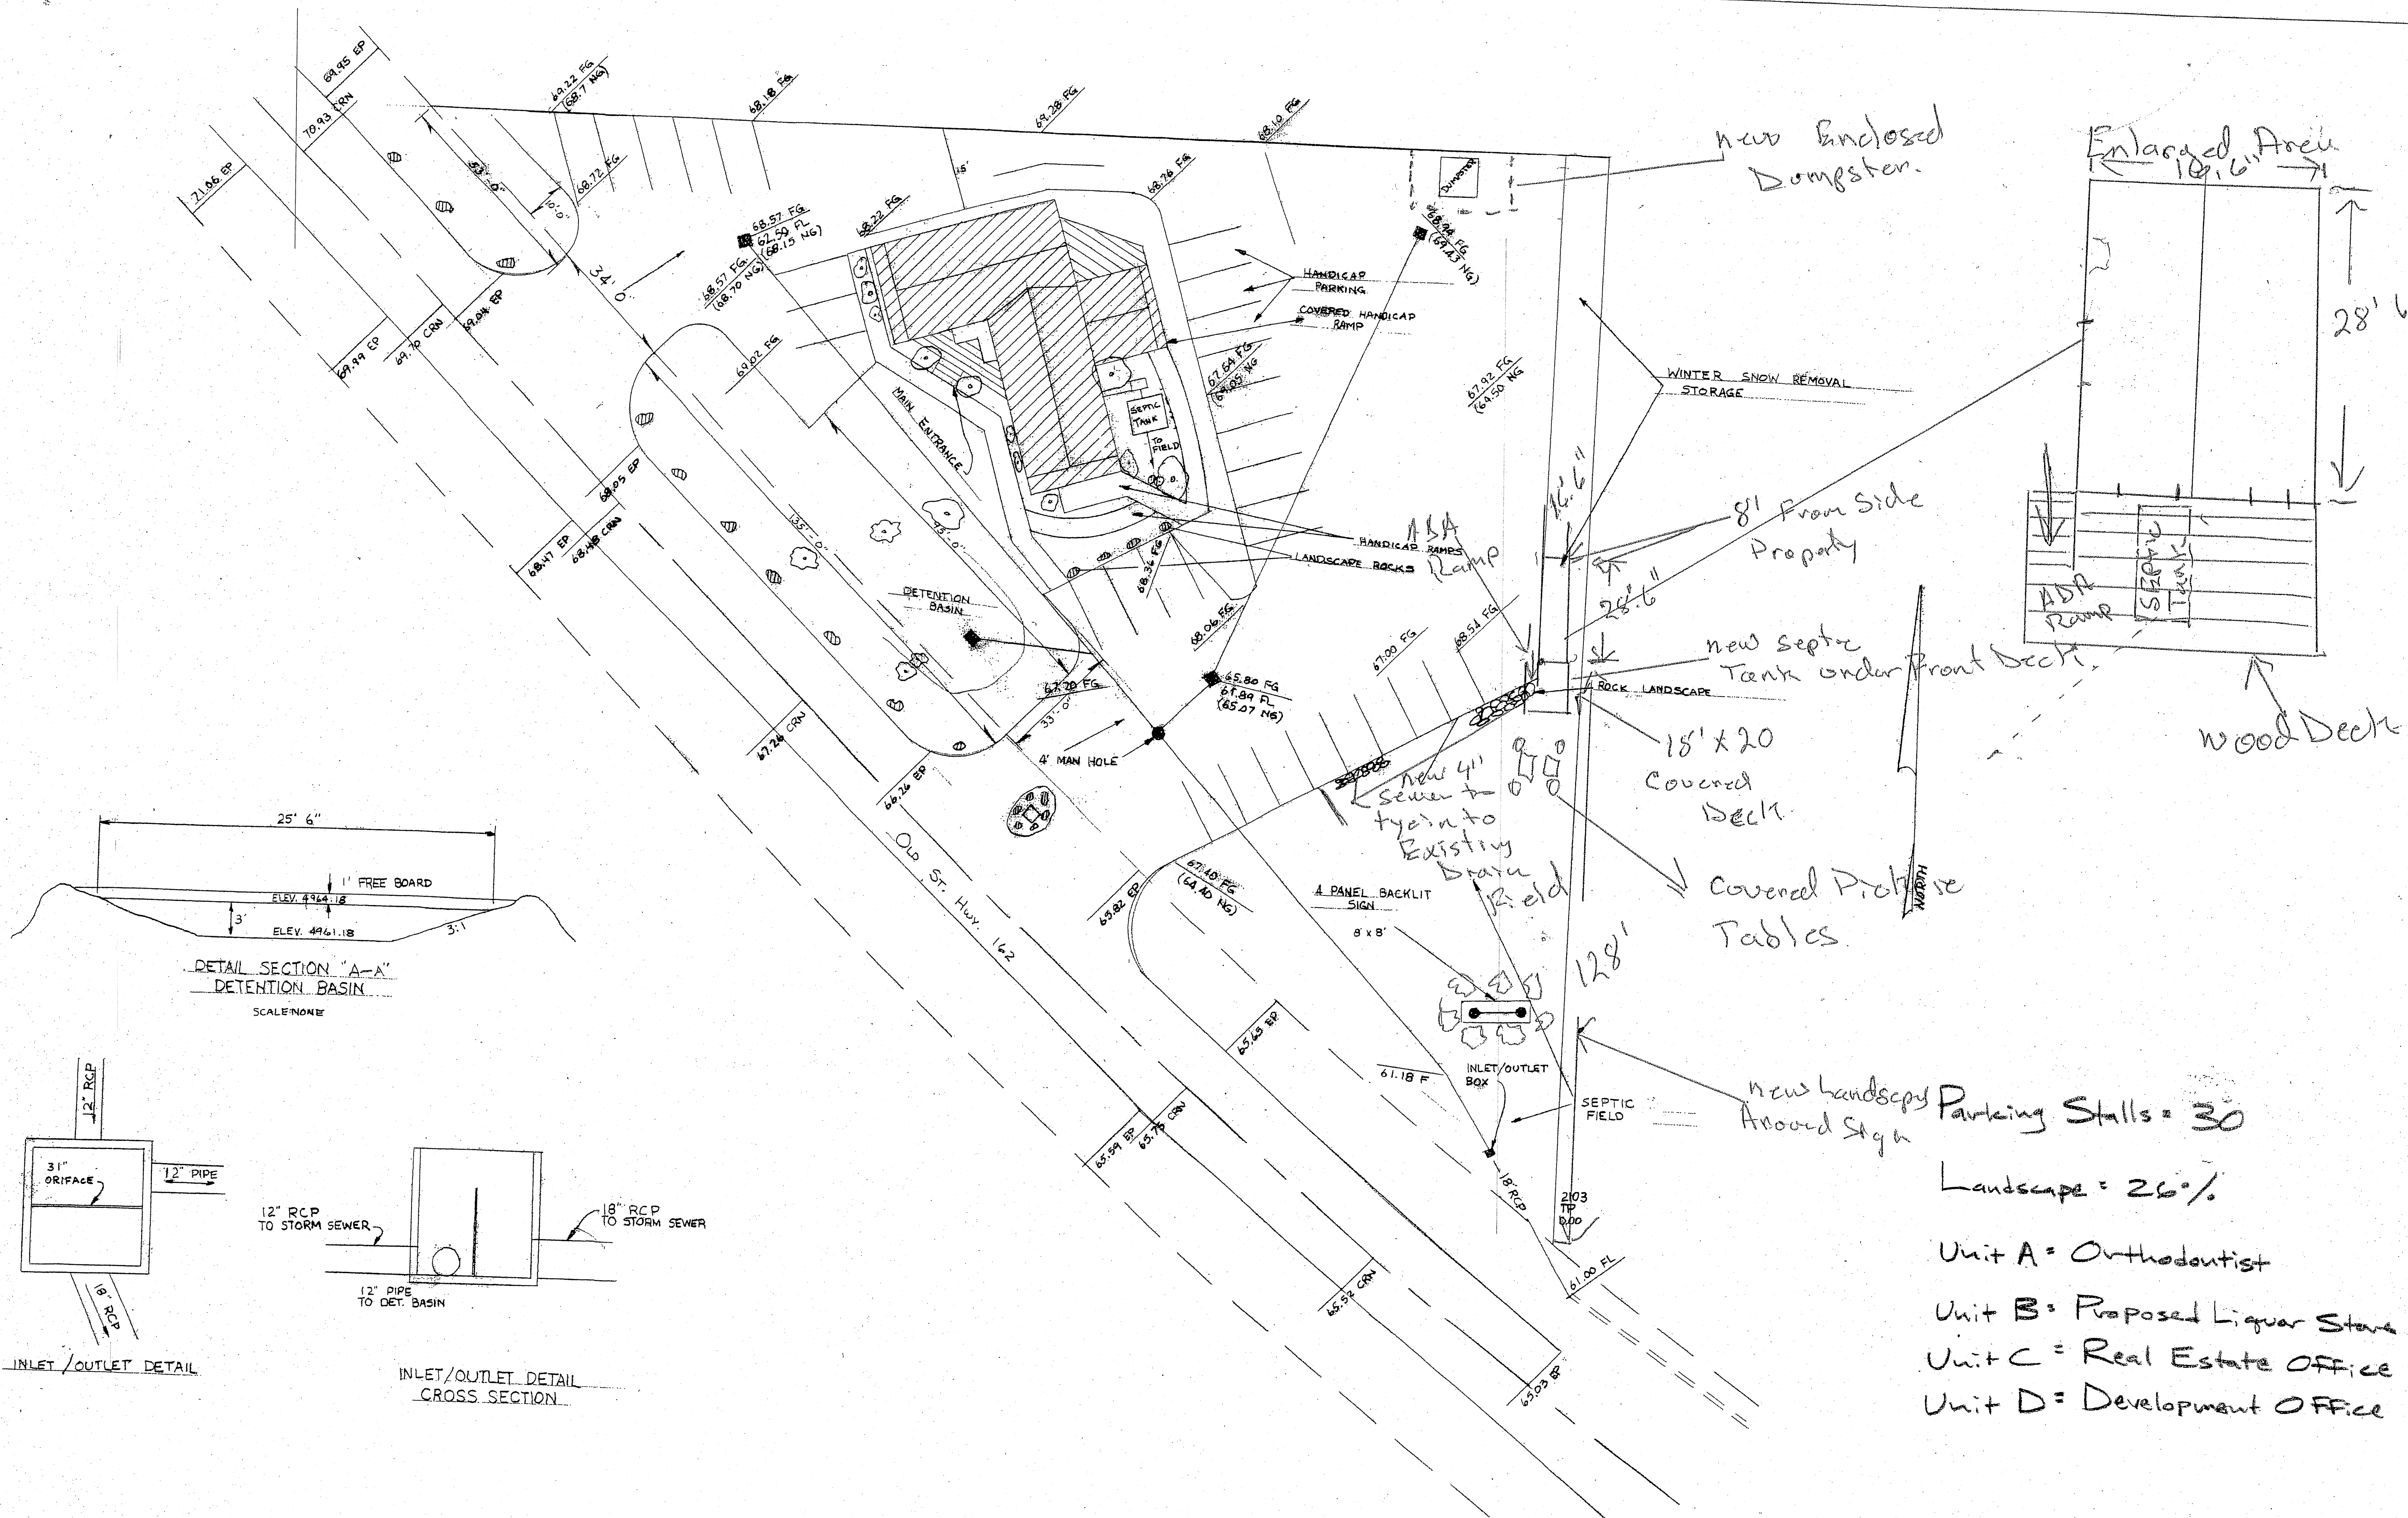 69.95 EP
70.93 CRN
71.06 EP
69.22 FG
(68.7 NG)
68.18 FG
69.28 FG
68.10 FG
68.72 FG
10'-0"
34' 0"
68.57 FG
62.59 FL
(68.15 NG)
68.57 FG
(68.70 NG)
68.22 FG
15'
68.76 FG
DUMPSTER
68.94 FG
(69.43 NG)
new Enclosed
Dumpster.
Enlarged Area
16,6"
28'
69.99 EP
69.70 CRN
69.04 EP
69.02 FG
HANDICAP
PARKING
COVERED HANDICAP
RAMP
67.64 FG
67.92 FG
(64.50 NG
WINTER SNOW REMOVAL
STORAGE
MAIN ENTRANCE
SEPTIC
TANK
TO
FIELD
68.05 EP
68.47 EP
68.48 CRN
135'-0"
93'-0"
16'.6"
8' From Side
Property
HANDICAP RAMPS
LANDSCAPE ROCKS
ADA
Ramp
68.36 FG
28'.6"
SEPTIC
Tank
ADA
Ramp
DETENTION
BASIN
68.06 FG
67.00 FG
68.54 FG
new septic
Tank under Front Deck.
ROCK LANDSCAPE
Wood Deck
67.70 FG
65.80 FG
61.89 FL
(65.07 NG)
33'-0"
4' MAN HOLE
67.26 CRN
66.26 EP
18' X 20
Covered
Deck.
new 4"
Sewer to
tye into
Existing
Drain
Field
25' 6"
1' FREE BOARD
ELEV. 4964.18
3'
ELEV. 4961.18
3:1
DETAIL SECTION "A-A"
DETENTION BASIN
SCALE:NONE
OLD ST. HWY. 162
65.82 EP
67.40 FG
(64.40 NG)
4 PANEL BACKLIT
SIGN
8' X 8'
Covered Picture
Tables.
NORTH
128'
65.65 EP
61.18 F
INLET/OUTLET
BOX
SEPTIC
FIELD
new Landscpy
Around Sign
Parking Stalls = 30
Landscape = 26%
Unit A = Orthodontist
Unit B = Proposed Liquor Store
Unit C = Real Estate Office
Unit D = Development Office
65.59 EP
65.75 CRN
18" RCP
2103
TP
0.00
61.00 FL
65.52 CRN
65.03 EP
12" RCP
31"
ORIFACE
12" PIPE
18" RCP
INLET/OUTLET DETAIL
12" RCP
TO STORM SEWER
18" RCP
TO STORM SEWER
12" PIPE
TO DET. BASIN
INLET/OUTLET DETAIL
CROSS SECTION